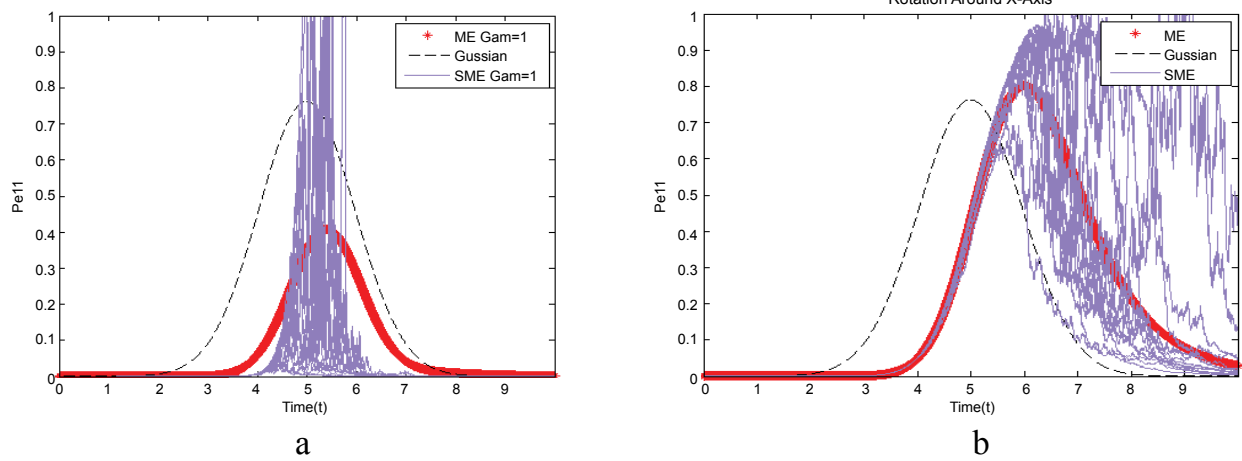 Rotation Around X-Axis
1
0.9
0.8
0.7
0.6
0.5
0.4
0.3
0.2
0.1
0
Pe11
ME Gam=1
Gussian
SME Gam=1
0 1 2 3 4 5 6 7 8 9
Time(t)
a
1
0.9
0.8
0.7
0.6
0.5
0.4
0.3
0.2
0.1
0
Pe11
ME
Gussian
SME
0 1 2 3 4 5 6 7 8 9
Time(t)
b